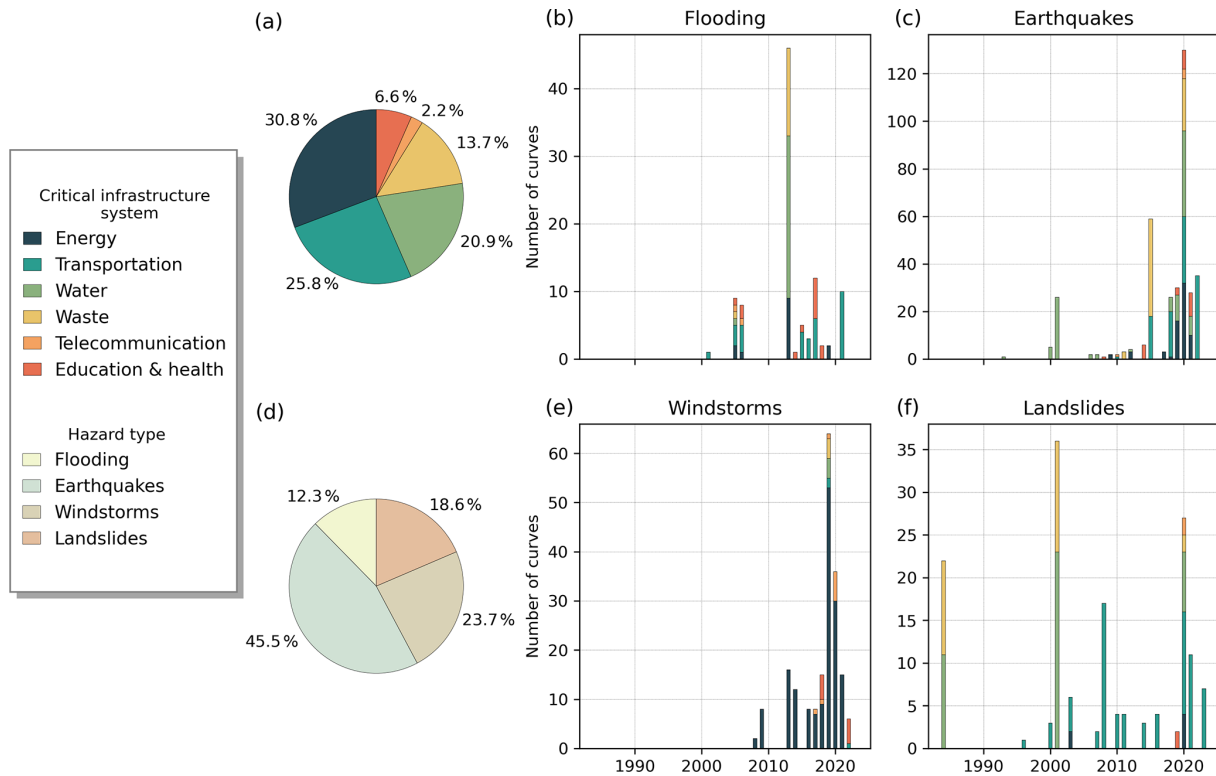 Critical infrastructure
system
Energy
Transportation
Water
Waste
Telecommunication
Education & health
Hazard type
Flooding
Earthquakes
Windstorms
Landslides
(a)
6.6 %
2.2 %
30.8 %
13.7 %
20.9 %
25.8 %
(b)
Flooding
Number of curves
40
30
20
10
0
(c)
Earthquakes
120
100
80
60
40
20
0
1990
2000
2010
2020
(d)
12.3 %
18.6 %
23.7 %
45.5 %
(e)
Windstorms
Number of curves
60
50
40
30
20
10
0
1990
2000
2010
2020
(f)
Landslides
35
30
25
20
15
10
5
0
1990
2000
2010
2020